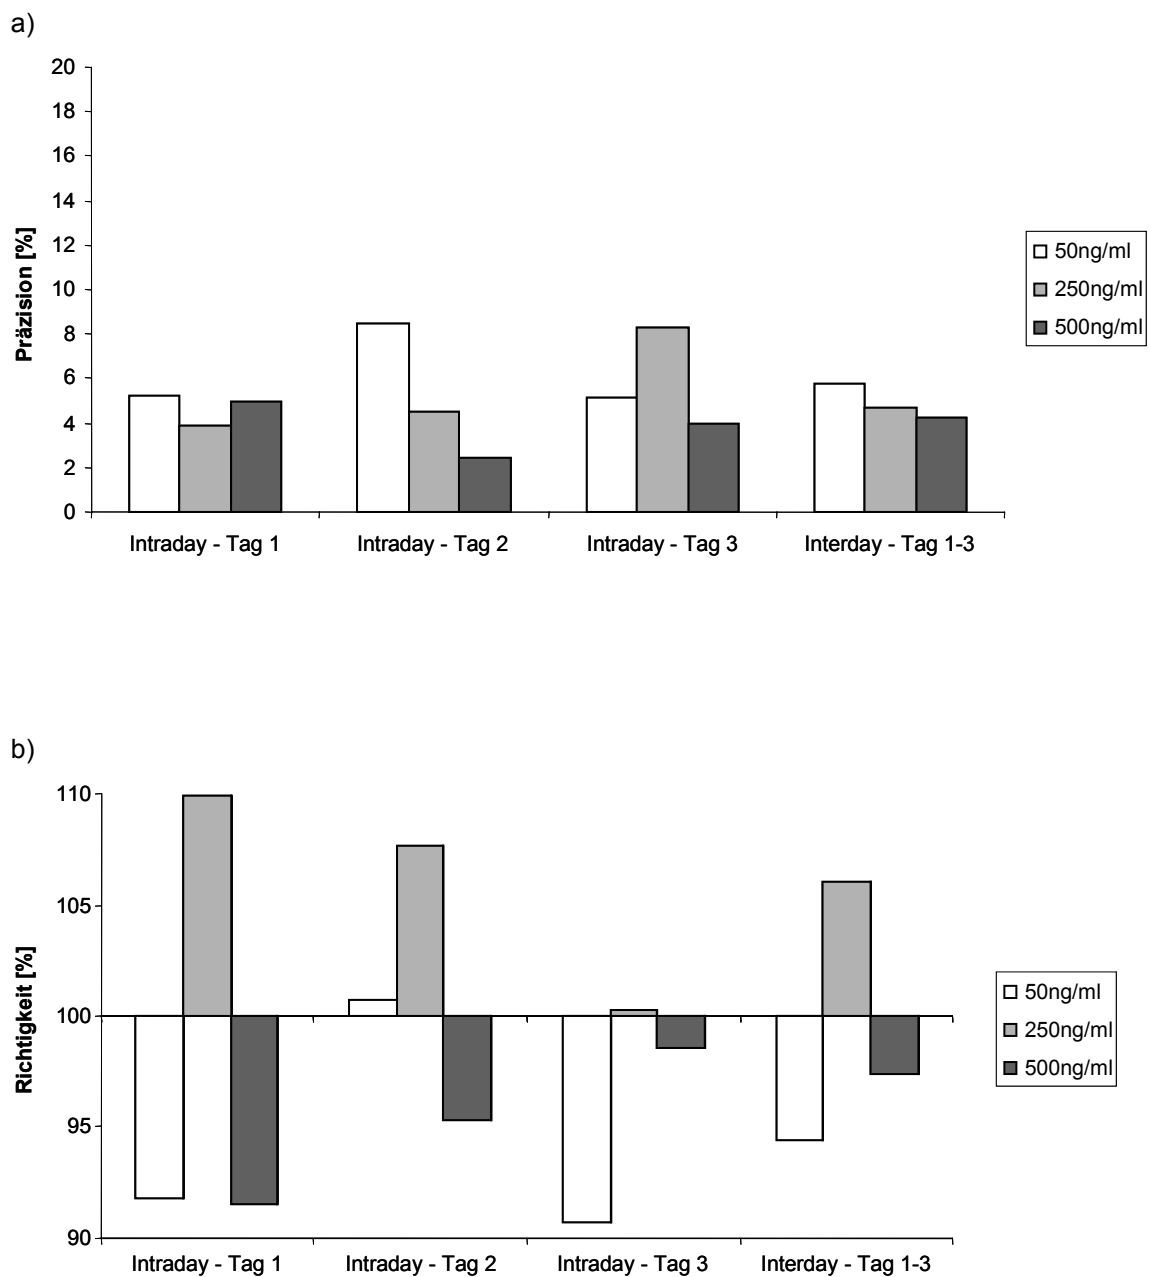 a)
20
18
16
14
12
10
8
6
4
2
0
Präzision [%]
Intraday - Tag 1
Intraday - Tag 2
Intraday - Tag 3
Interday - Tag 1-3
50ng/ml
250ng/ml
500ng/ml
b)
110
105
100
95
90
Richtigkeit [%]
Intraday - Tag 1
Intraday - Tag 2
Intraday - Tag 3
Interday - Tag 1-3
50ng/ml
250ng/ml
500ng/ml